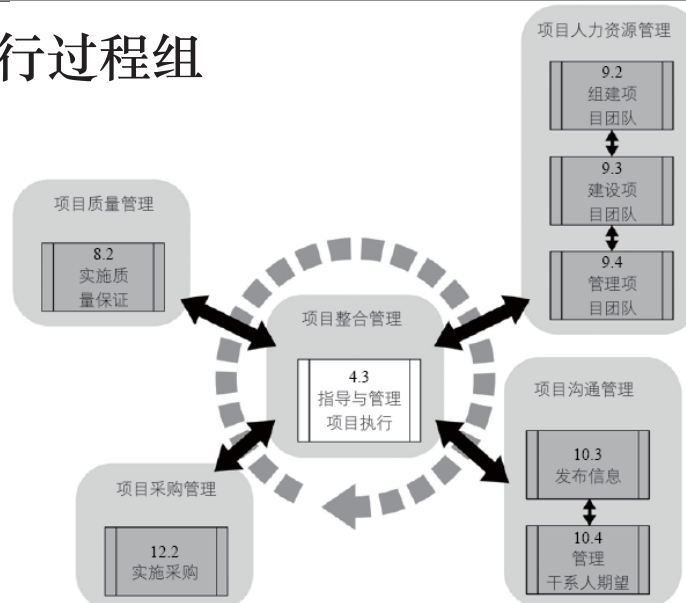 行过程组
项目人力资源管理
9.2
组建项
目团队
9.3
建设项
目团队
9.4
管理项
目团队
项目质量管理
8.2
实施质
量保证
项目整合管理
4.3
指导与管理
项目执行
项目沟通管理
10.3
发布信息
10.4
管理
干系人期望
项目采购管理
12.2
实施采购